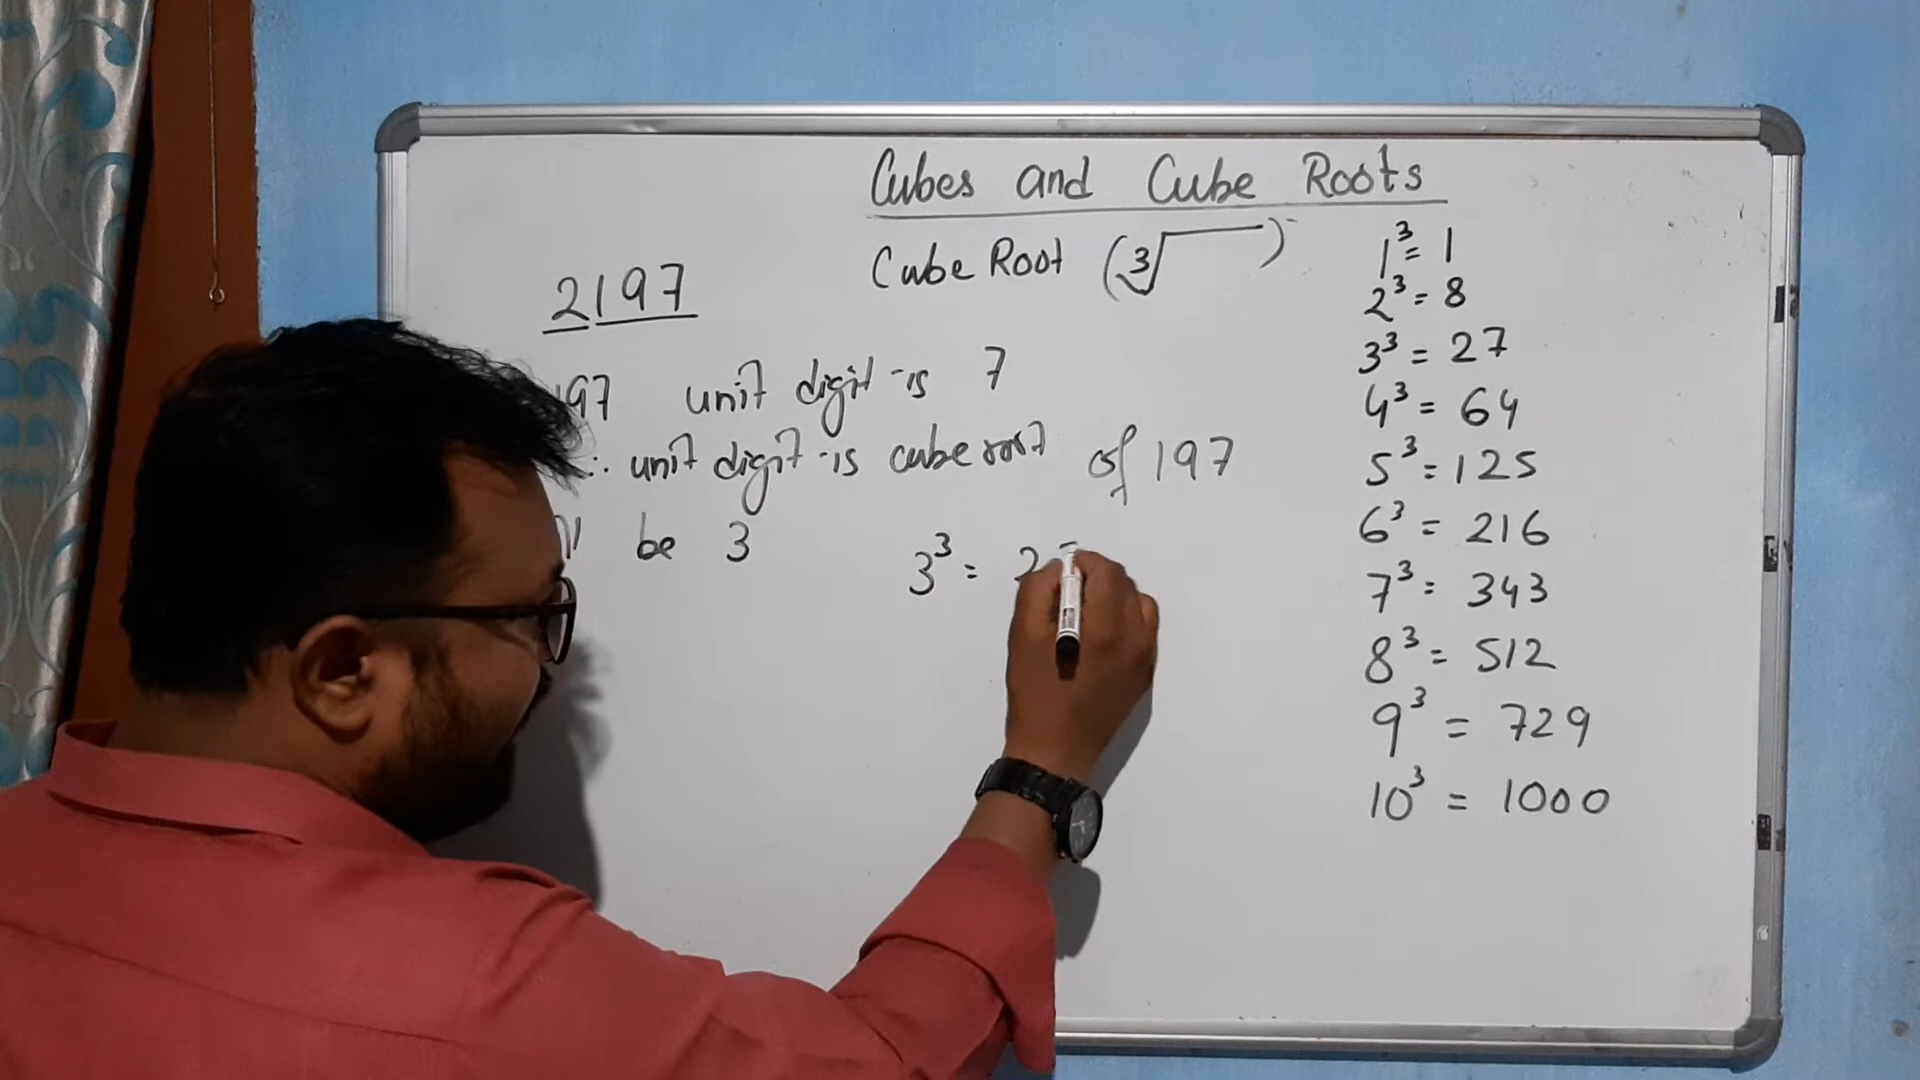 Cubes and Cube Roots
Cube Root (∛ )
2197
97 unit digit is 7
∴ unit digit is cube root of 197
be 3
3³ = 2
1³ = 1
2³ = 8
3³ = 27
4³ = 64
5³ = 125
6³ = 216
7³ = 343
8³ = 512
9³ = 729
10³ = 1000